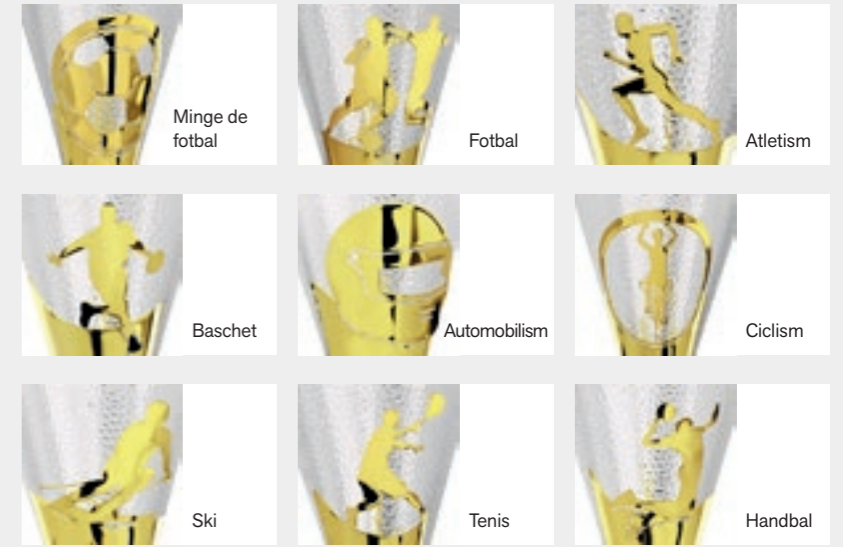 Minge de
fotbal
Fotbal
Atletism
Baschet
Automobilism
Ciclism
Ski
Tenis
Handbal